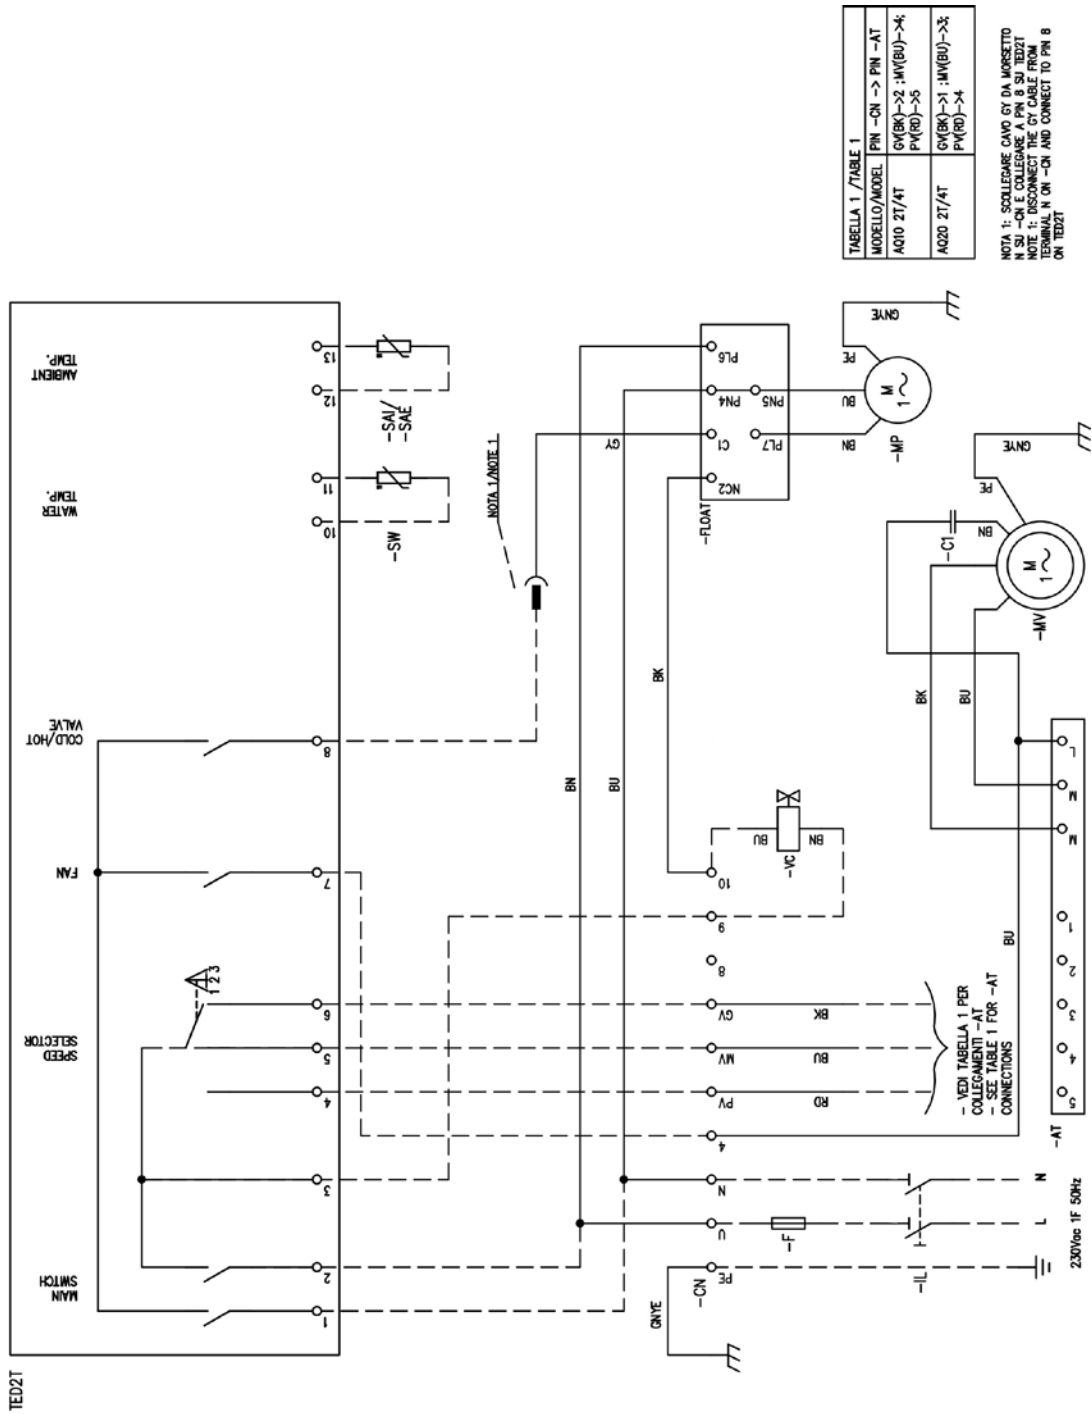 TED2T
MAIN
SWITCH
SPEED
SELECTOR
FAN
COLD/HOT
VALVE
WATER
TEMP.
AMBIENT
TEMP.
1 2 3
1
2
3
4
5
6
7
8
10
11
12
13
-SW
-SAI/
-SAE
NOTA 1/NOTE 1
BN
BU
BK
GY
-FLOAT
NC2
C1
PN4
PL6
PL7
PN5
BN
BU
PE
GNYE
-MP
M
1~
GNYE
-CN
PE
U
N
4
PV
MV
GV
8
9
10
RD
BU
BK
BU
BN
-VC
-F
-IL
- VEDI TABELLA 1 PER
COLLEGAMENTI -AT
- SEE TABLE 1 FOR -AT
CONNECTIONS
BU
BK
BU
-C1
BN
PE
GNYE
-MV
M
1~
L
N
230Vac 1F 50Hz
-AT
5
4
3
2
1
M
M
L
TABELLA 1 /TABLE 1
MODELLO/MODEL PIN -CN -> PIN -AT
AQ10 2T/4T GV(BK)->2 ;MV(BU)->4;
PV(RD)->5
AQ20 2T/4T GV(BK)->1 ;MV(BU)->3;
PV(RD)->4
NOTA 1: SCOLLEGARE CAVO GY DA MORSETTO
N SU -CN E COLLEGARE A PIN 8 SU TED2T
NOTE 1: DISCONNECT THE GY CABLE FROM
TERMINAL N ON -CN AND CONNECT TO PIN 8
ON TED2T